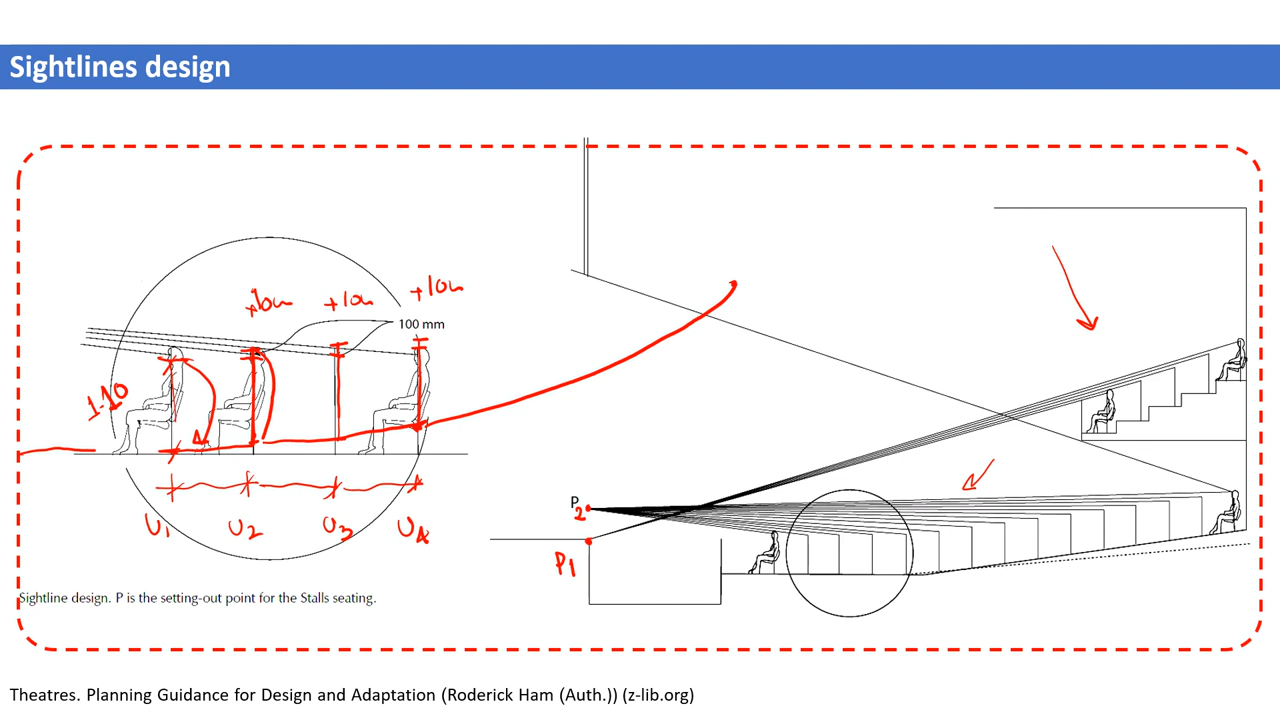 Sightlines design
+10cm
+10cm
+10cm
100 mm
1.10
U1
U2
U3
U4
P
2
P1
Sightline design. P is the setting-out point for the Stalls seating.
Theatres. Planning Guidance for Design and Adaptation (Roderick Ham (Auth.)) (z-lib.org)